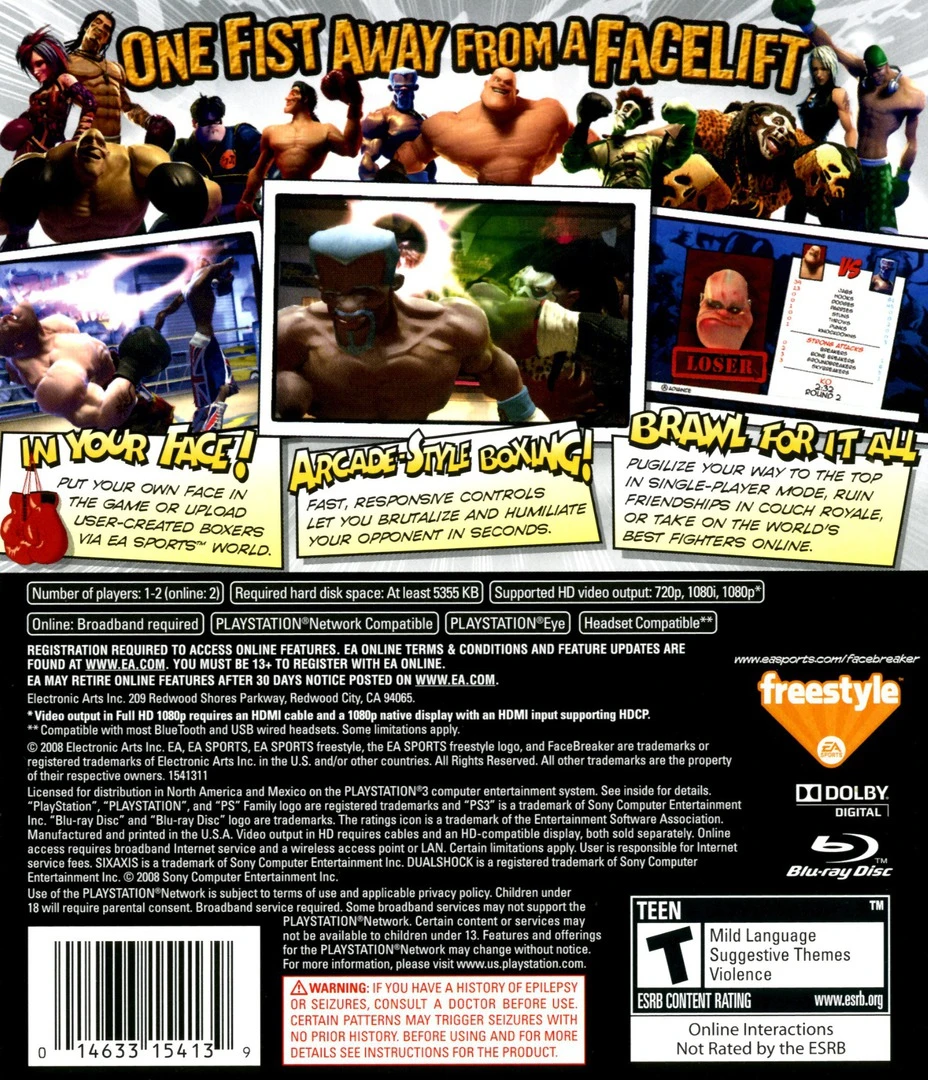 ONE FIST AWAY FROM A FACELIFT
LOSER
VS
JABS
HOOKS
DODGES
PARRIES
STUNS
THROWS
PUNKS
KNOCKDOWNS
STRONG ATTACKS
BREAKERS
BONE BREAKERS
GROUNDBREAKERS
SKYBREAKERS
KO
2:32
ROUND 2
A ADVANCE
IN YOUR FACE!
PUT YOUR OWN FACE IN
THE GAME OR UPLOAD
USER-CREATED BOXERS
VIA EA SPORTS™ WORLD.
ARCADE-STYLE BOXING!
FAST, RESPONSIVE CONTROLS
LET YOU BRUTALIZE AND HUMILIATE
YOUR OPPONENT IN SECONDS.
BRAWL FOR IT ALL
PUGILIZE YOUR WAY TO THE TOP
IN SINGLE-PLAYER MODE, RUIN
FRIENDSHIPS IN COUCH ROYALE,
OR TAKE ON THE WORLD'S
BEST FIGHTERS ONLINE.
Number of players: 1-2 (online: 2) Required hard disk space: At least 5355 KB Supported HD video output: 720p, 1080i, 1080p*
Online: Broadband required PLAYSTATION®Network Compatible PLAYSTATION®Eye Headset Compatible**
REGISTRATION REQUIRED TO ACCESS ONLINE FEATURES. EA ONLINE TERMS & CONDITIONS AND FEATURE UPDATES ARE
FOUND AT WWW.EA.COM. YOU MUST BE 13+ TO REGISTER WITH EA ONLINE.
EA MAY RETIRE ONLINE FEATURES AFTER 30 DAYS NOTICE POSTED ON WWW.EA.COM.
Electronic Arts Inc. 209 Redwood Shores Parkway, Redwood City, CA 94065.
*Video output in Full HD 1080p requires an HDMI cable and a 1080p native display with an HDMI input supporting HDCP.
** Compatible with most BlueTooth and USB wired headsets. Some limitations apply.
© 2008 Electronic Arts Inc. EA, EA SPORTS, EA SPORTS freestyle, the EA SPORTS freestyle logo, and FaceBreaker are trademarks or
registered trademarks of Electronic Arts Inc. in the U.S. and/or other countries. All Rights Reserved. All other trademarks are the property
of their respective owners. 1541311
Licensed for distribution in North America and Mexico on the PLAYSTATION®3 computer entertainment system. See inside for details.
“PlayStation”, “PLAYSTATION”, and “PS” Family logo are registered trademarks and “PS3” is a trademark of Sony Computer Entertainment
Inc. “Blu-ray Disc” and “Blu-ray Disc” logo are trademarks. The ratings icon is a trademark of the Entertainment Software Association.
Manufactured and printed in the U.S.A. Video output in HD requires cables and an HD-compatible display, both sold separately. Online
access requires broadband Internet service and a wireless access point or LAN. Certain limitations apply. User is responsible for Internet
service fees. SIXAXIS is a trademark of Sony Computer Entertainment Inc. DUALSHOCK is a registered trademark of Sony Computer
Entertainment Inc. © 2008 Sony Computer Entertainment Inc.
Use of the PLAYSTATION®Network is subject to terms of use and applicable privacy policy. Children under
18 will require parental consent. Broadband service required. Some broadband services may not support the
PLAYSTATION®Network. Certain content or services may
not be available to children under 13. Features and offerings
for the PLAYSTATION®Network may change without notice.
For more information, please visit www.us.playstation.com.
⚠WARNING: IF YOU HAVE A HISTORY OF EPILEPSY
OR SEIZURES, CONSULT A DOCTOR BEFORE USE.
CERTAIN PATTERNS MAY TRIGGER SEIZURES WITH
NO PRIOR HISTORY. BEFORE USING AND FOR MORE
DETAILS SEE INSTRUCTIONS FOR THE PRODUCT.
0 14633 15413 9
www.easports.com/facebreaker
freestyle™
EA
SPORTS
DOLBY
DIGITAL
Blu-ray Disc™
TEEN ™
T
Mild Language
Suggestive Themes
Violence
ESRB CONTENT RATING www.esrb.org
Online Interactions
Not Rated by the ESRB